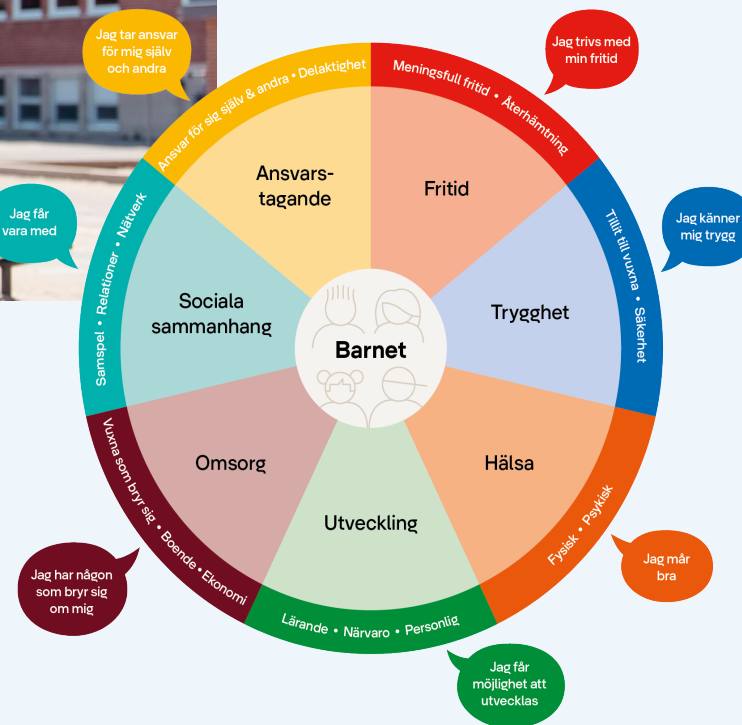 Jag tar ansvar
för mig själv
och andra
Ansvar för sig själv & andra • Delaktighet
Ansvars-
tagande
Jag trivs med
min fritid
Meningsfull fritid • Återhämtning
Fritid
Jag känner
mig trygg
Tillit till vuxna • Säkerhet
Trygghet
Jag mår
bra
Fysisk • Psykisk
Hälsa
Jag får
möjlighet att
utvecklas
Lärande • Närvaro • Personlig
Utveckling
Jag har någon
som bryr sig
om mig
Vuxna som bryr sig • Boende • Ekonomi
Omsorg
Jag får
vara med
Samspel • Relationer • Nätverk
Sociala
sammanhang
Barnet